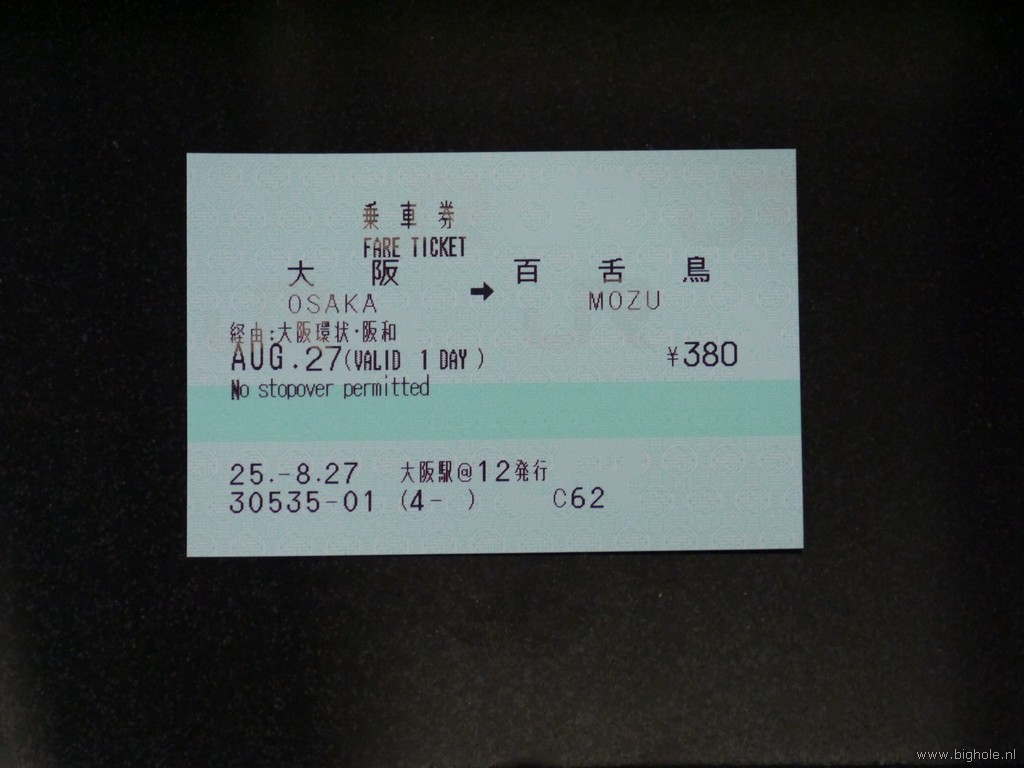 乗車券
FARE TICKET
大阪 → 百舌鳥
OSAKA MOZU
経由:大阪環状・阪和
AUG.27(VALID 1 DAY ) ¥380
No stopover permitted
25.-8.27 大阪駅@12発行
30535-01 (4- ) C62
www.bighole.nl